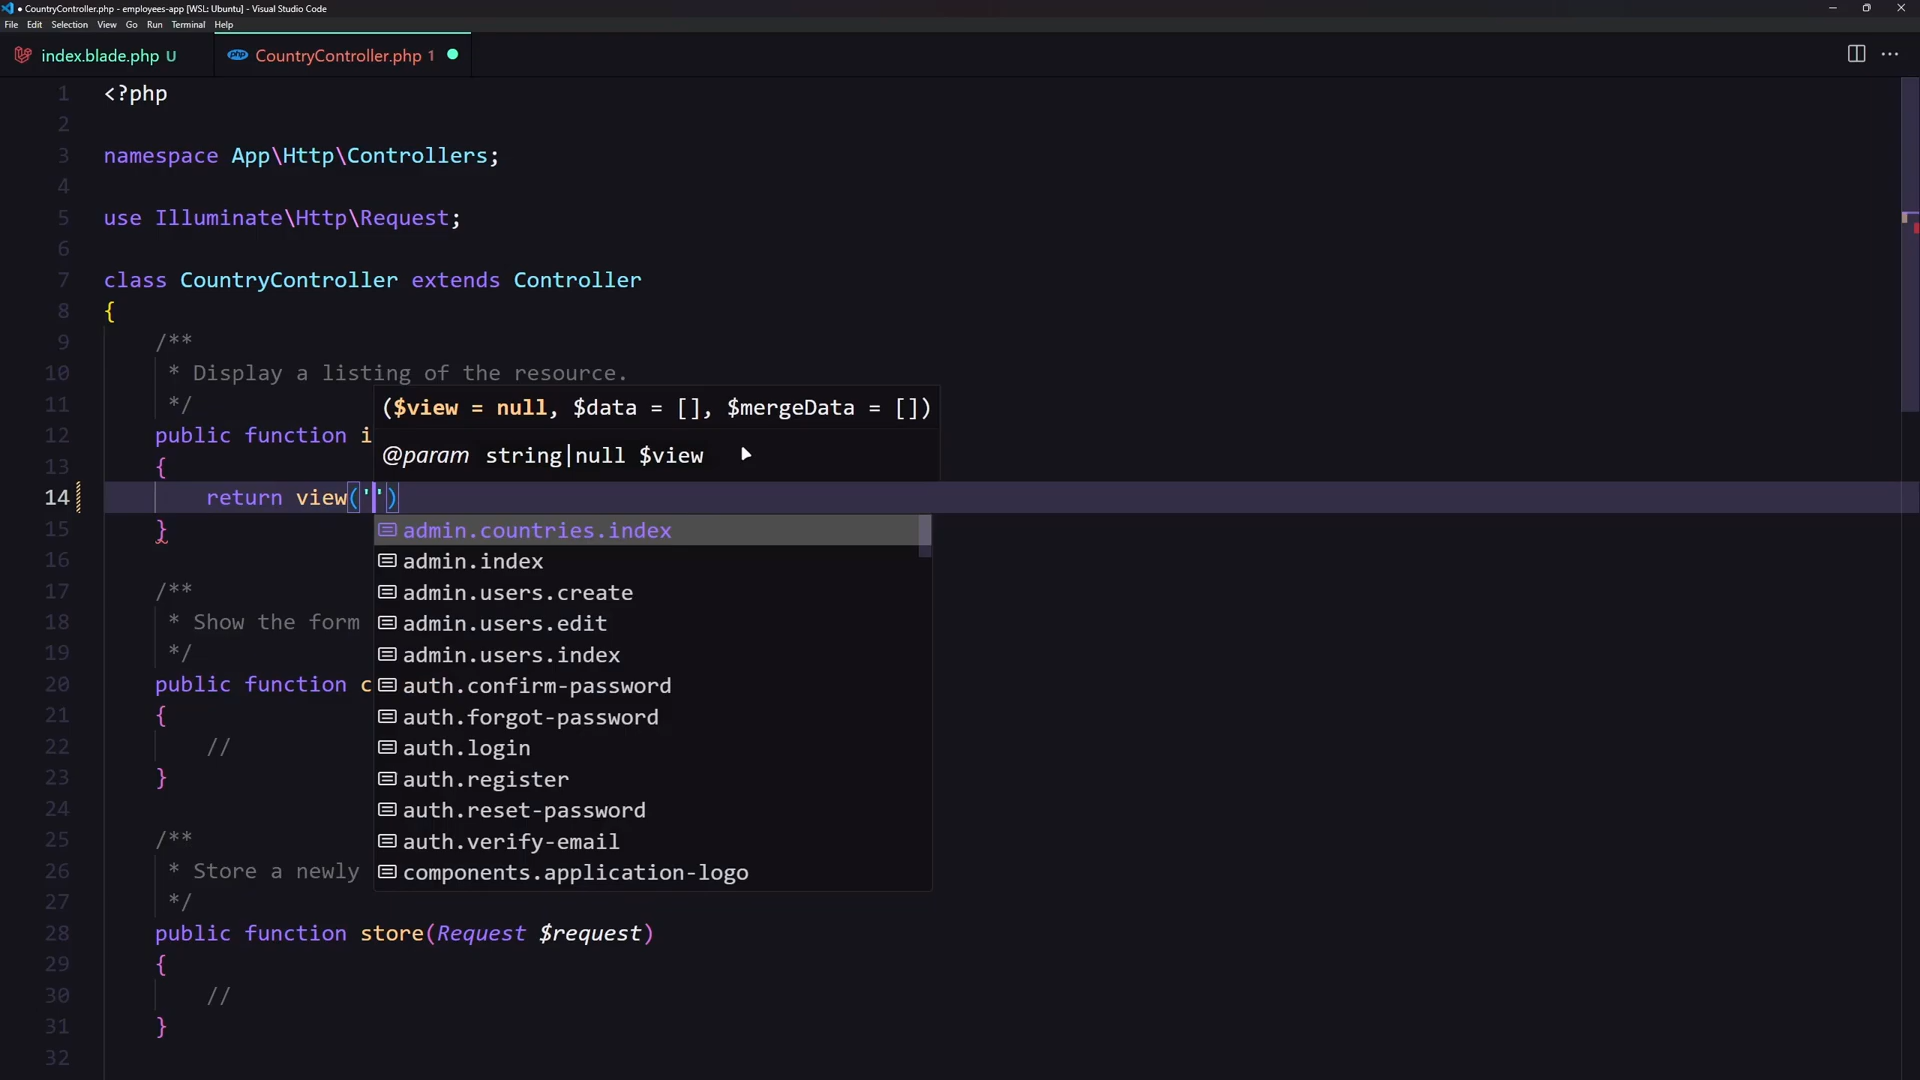 ● CountryController.php - employees-app [WSL: Ubuntu] - Visual Studio Code
File Edit Selection View Go Run Terminal Help
index.blade.php U
php CountryController.php 1
1 <?php
2
3 namespace App\Http\Controllers;
4
5 use Illuminate\Http\Request;
6
7 class CountryController extends Controller
8 {
9 /**
10 * Display a listing of the resource.
11 */
($view = null, $data = [], $mergeData = [])
12 public function i
@param string|null $view
13 {
14 return view('')
15 }
admin.countries.index
16 admin.index
17 /** admin.users.create
18 * Show the form admin.users.edit
19 */ admin.users.index
20 public function c auth.confirm-password
21 { auth.forgot-password
22 // auth.login
23 } auth.register
24 auth.reset-password
25 /** auth.verify-email
26 * Store a newly components.application-logo
27 */
28 public function store(Request $request)
29 {
30 //
31 }
32